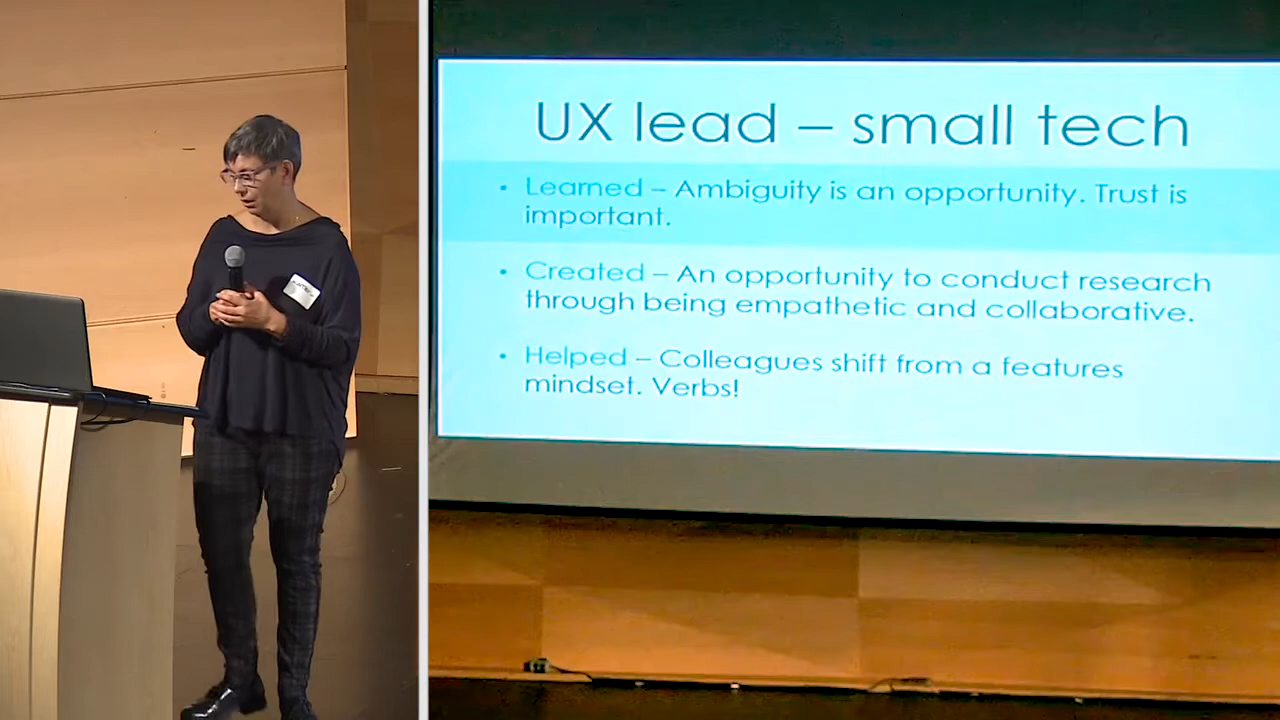 UX lead – small tech
• Learned – Ambiguity is an opportunity. Trust is
important.
• Created – An opportunity to conduct research
through being empathetic and collaborative.
• Helped – Colleagues shift from a features
mindset. Verbs!